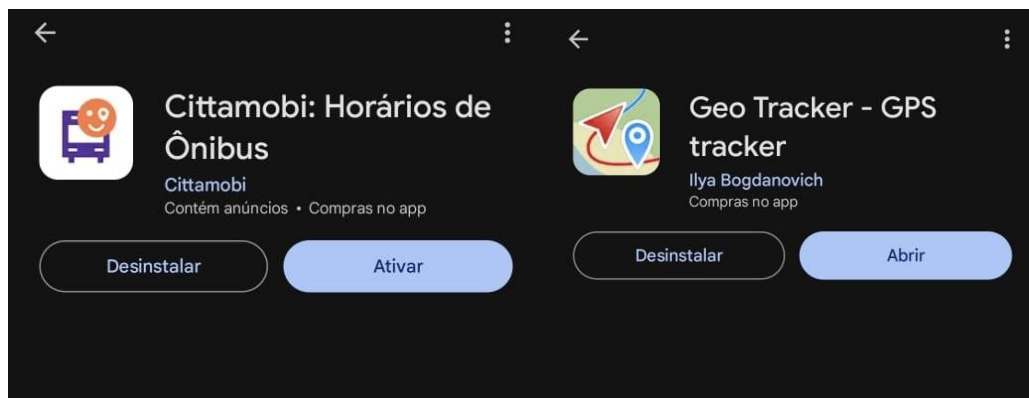 Cittamobi: Horários de
Ônibus
Cittamobi
Contém anúncios • Compras no app
Desinstalar
Ativar
Geo Tracker - GPS
tracker
Ilya Bogdanovich
Compras no app
Desinstalar
Abrir